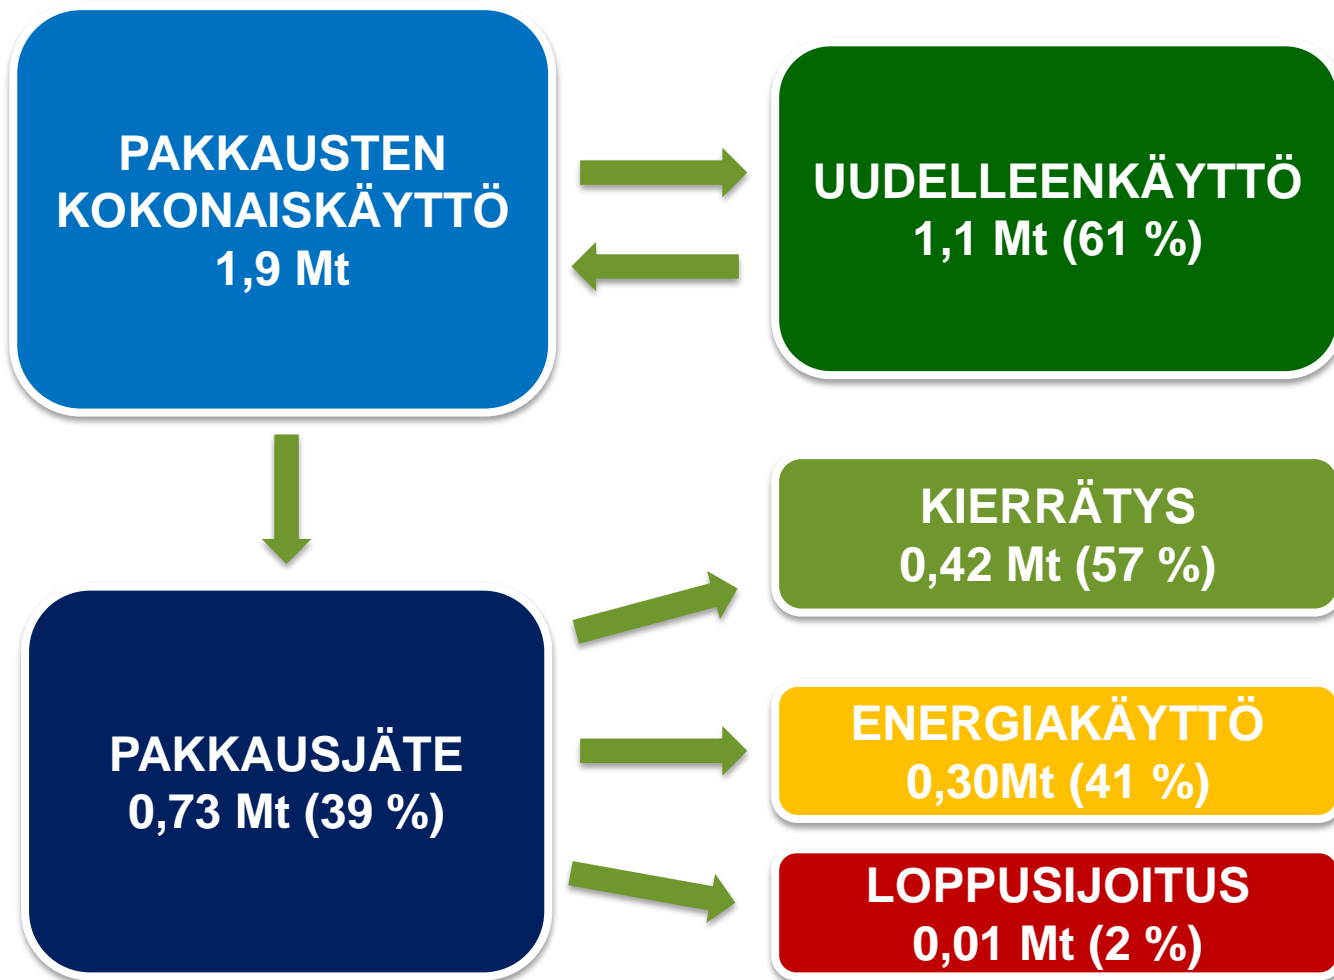 PAKKAUSTEN
KOKONAISKÄYTTÖ
1,9 Mt
UUDELLEENKÄYTTÖ
1,1 Mt (61 %)
KIERRÄTYS
0,42 Mt (57 %)
PAKKAUSJÄTE
0,73 Mt (39 %)
ENERGIAKÄYTTÖ
0,30Mt (41 %)
LOPPUSIJOITUS
0,01 Mt (2 %)